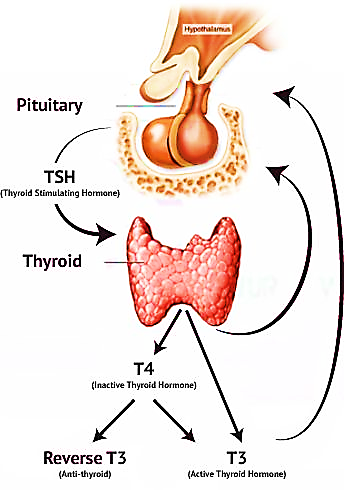 Hypothalamus
Pituitary
TSH
(Thyroid Stimulating Hormone)
Thyroid
T4
(Inactive Thyroid Hormone)
Reverse T3
(Anti-thyroid)
T3
(Active Thyroid Hormone)